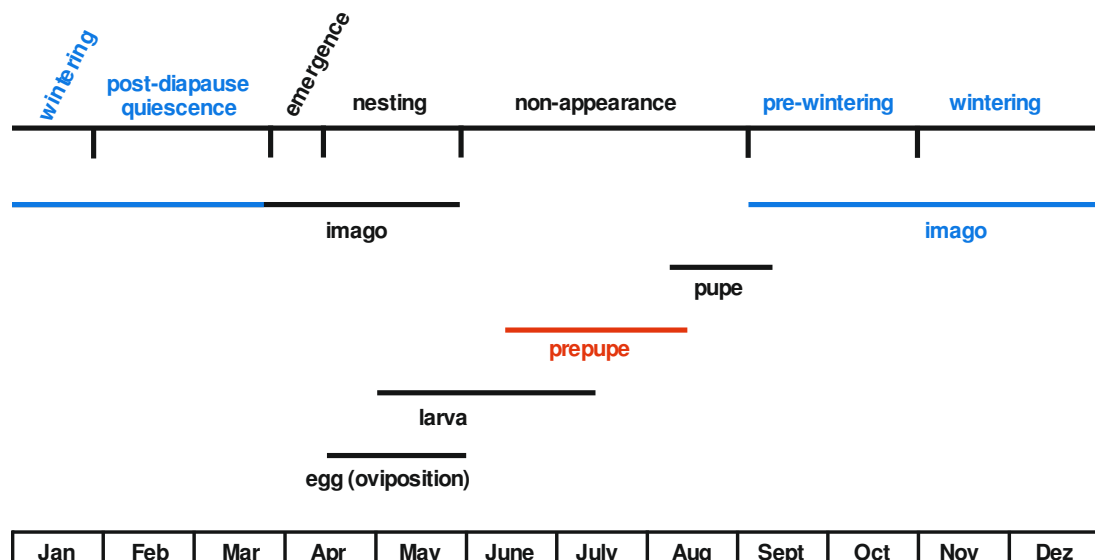 wintering
post-diapause
quiescence
emergence
nesting
non-appearance
pre-wintering
wintering
imago
imago
pupe
prepupe
larva
egg (oviposition)
Jan Feb Mar Apr May June July Aug Sept Oct Nov Dez